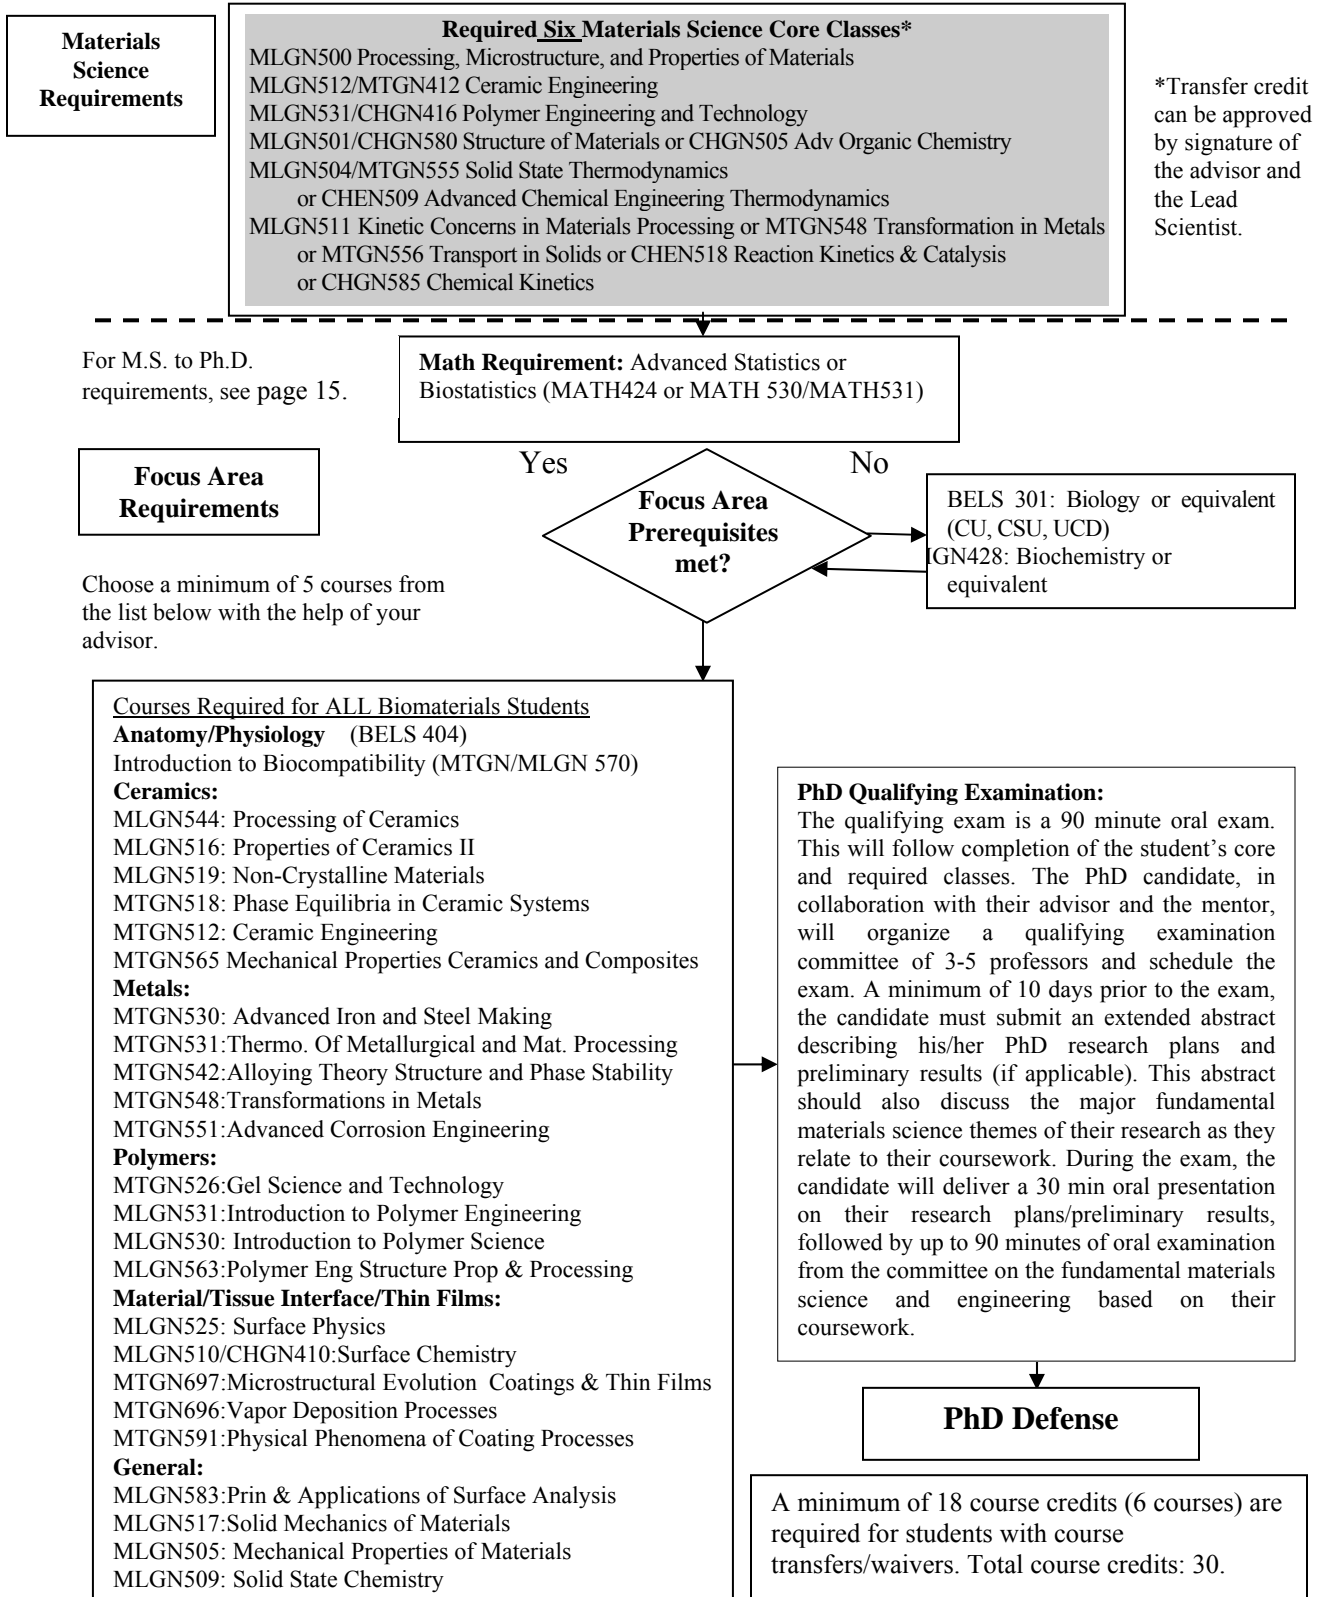 Materials
Science
Requirements
Required Six Materials Science Core Classes*
MLGN500 Processing, Microstructure, and Properties of Materials
MLGN512/MTGN412 Ceramic Engineering
MLGN531/CHGN416 Polymer Engineering and Technology
MLGN501/CHGN580 Structure of Materials or CHGN505 Adv Organic Chemistry
MLGN504/MTGN555 Solid State Thermodynamics
or CHEN509 Advanced Chemical Engineering Thermodynamics
MLGN511 Kinetic Concerns in Materials Processing or MTGN548 Transformation in Metals
or MTGN556 Transport in Solids or CHEN518 Reaction Kinetics & Catalysis
or CHGN585 Chemical Kinetics
*Transfer credit
can be approved
by signature of
the advisor and
the Lead
Scientist.
For M.S. to Ph.D.
requirements, see page 15.
Math Requirement: Advanced Statistics or
Biostatistics (MATH424 or MATH 530/MATH531)
Focus Area
Requirements
Yes
No
Focus Area
Prerequisites
met?
BELS 301: Biology or equivalent
(CU, CSU, UCD)
IGN428: Biochemistry or
equivalent
Choose a minimum of 5 courses from
the list below with the help of your
advisor.
Courses Required for ALL Biomaterials Students
Anatomy/Physiology (BELS 404)
Introduction to Biocompatibility (MTGN/MLGN 570)
Ceramics:
MLGN544: Processing of Ceramics
MLGN516: Properties of Ceramics II
MLGN519: Non-Crystalline Materials
MTGN518: Phase Equilibria in Ceramic Systems
MTGN512: Ceramic Engineering
MTGN565 Mechanical Properties Ceramics and Composites
Metals:
MTGN530: Advanced Iron and Steel Making
MTGN531:Thermo. Of Metallurgical and Mat. Processing
MTGN542:Alloying Theory Structure and Phase Stability
MTGN548:Transformations in Metals
MTGN551:Advanced Corrosion Engineering
Polymers:
MTGN526:Gel Science and Technology
MLGN531:Introduction to Polymer Engineering
MLGN530: Introduction to Polymer Science
MLGN563:Polymer Eng Structure Prop & Processing
Material/Tissue Interface/Thin Films:
MLGN525: Surface Physics
MLGN510/CHGN410:Surface Chemistry
MTGN697:Microstructural Evolution Coatings & Thin Films
MTGN696:Vapor Deposition Processes
MTGN591:Physical Phenomena of Coating Processes
General:
MLGN583:Prin & Applications of Surface Analysis
MLGN517:Solid Mechanics of Materials
MLGN505: Mechanical Properties of Materials
MLGN509: Solid State Chemistry
PhD Qualifying Examination:
The qualifying exam is a 90 minute oral exam.
This will follow completion of the student's core
and required classes. The PhD candidate, in
collaboration with their advisor and the mentor,
will organize a qualifying examination
committee of 3-5 professors and schedule the
exam. A minimum of 10 days prior to the exam,
the candidate must submit an extended abstract
describing his/her PhD research plans and
preliminary results (if applicable). This abstract
should also discuss the major fundamental
materials science themes of their research as they
relate to their coursework. During the exam, the
candidate will deliver a 30 min oral presentation
on their research plans/preliminary results,
followed by up to 90 minutes of oral examination
from the committee on the fundamental materials
science and engineering based on their
coursework.
PhD Defense
A minimum of 18 course credits (6 courses) are
required for students with course
transfers/waivers. Total course credits: 30.